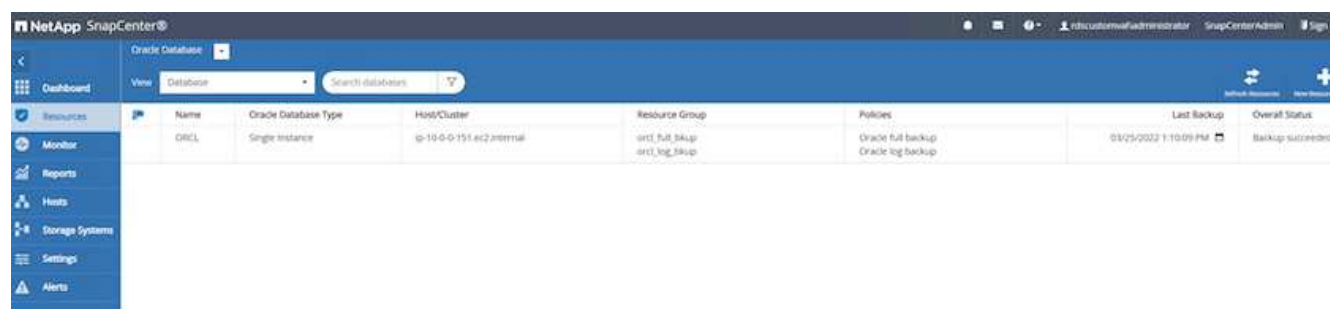 NetApp SnapCenter®
SnapCenterAdmin Sign
Oracle Database
View Database Search databases
Refresh Resources New Resource
Dashboard
Resources
Monitor
Reports
Hosts
Storage Systems
Settings
Alerts
Name Oracle Database Type Host/Cluster Resource Group Policies Last Backup Overall Status
ORCL Single Instance ip-10-0-0-151.ec2.internal orcl_full_bkup Oracle full backup 03/25/2022 1:10:09 PM Backup succeeded
orcl_log_bkup Oracle log backup